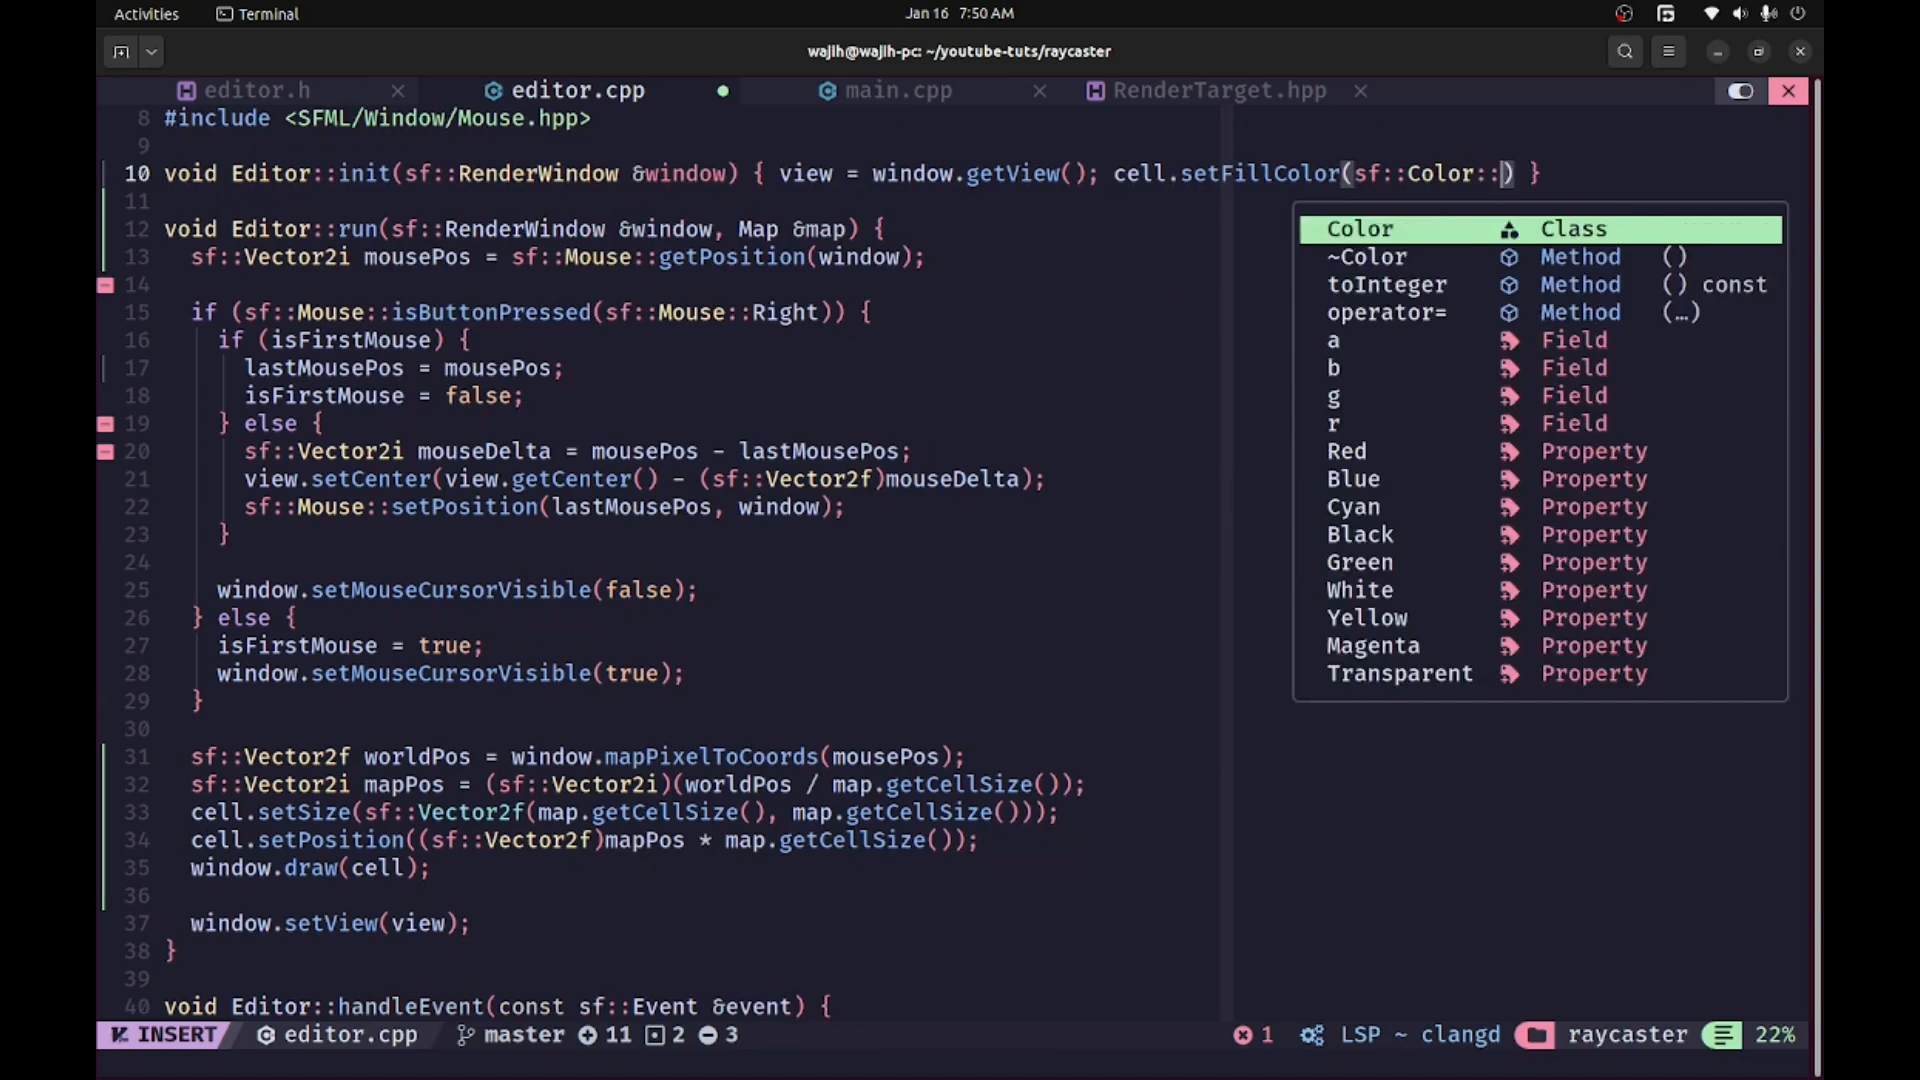 Activities Terminal Jan 16 7:50 AM
wajih@wajih-pc: ~/youtube-tuts/raycaster
editor.h editor.cpp main.cpp RenderTarget.hpp
8 #include <SFML/Window/Mouse.hpp>
9
10 void Editor::init(sf::RenderWindow &window) { view = window.getView(); cell.setFillColor(sf::Color::) }
11
12 void Editor::run(sf::RenderWindow &window, Map &map) {
13 sf::Vector2i mousePos = sf::Mouse::getPosition(window);
14
15 if (sf::Mouse::isButtonPressed(sf::Mouse::Right)) {
16 if (isFirstMouse) {
17 lastMousePos = mousePos;
18 isFirstMouse = false;
19 } else {
20 sf::Vector2i mouseDelta = mousePos - lastMousePos;
21 view.setCenter(view.getCenter() - (sf::Vector2f)mouseDelta);
22 sf::Mouse::setPosition(lastMousePos, window);
23 }
24
25 window.setMouseCursorVisible(false);
26 } else {
27 isFirstMouse = true;
28 window.setMouseCursorVisible(true);
29 }
30
31 sf::Vector2f worldPos = window.mapPixelToCoords(mousePos);
32 sf::Vector2i mapPos = (sf::Vector2i)(worldPos / map.getCellSize());
33 cell.setSize(sf::Vector2f(map.getCellSize(), map.getCellSize()));
34 cell.setPosition((sf::Vector2f)mapPos * map.getCellSize());
35 window.draw(cell);
36
37 window.setView(view);
38 }
39
40 void Editor::handleEvent(const sf::Event &event) {
Color Class
~Color Method ()
toInteger Method () const
operator= Method (…)
a Field
b Field
g Field
r Field
Red Property
Blue Property
Cyan Property
Black Property
Green Property
White Property
Yellow Property
Magenta Property
Transparent Property
INSERT editor.cpp master 11 2 3 1 LSP ~ clangd raycaster 22%